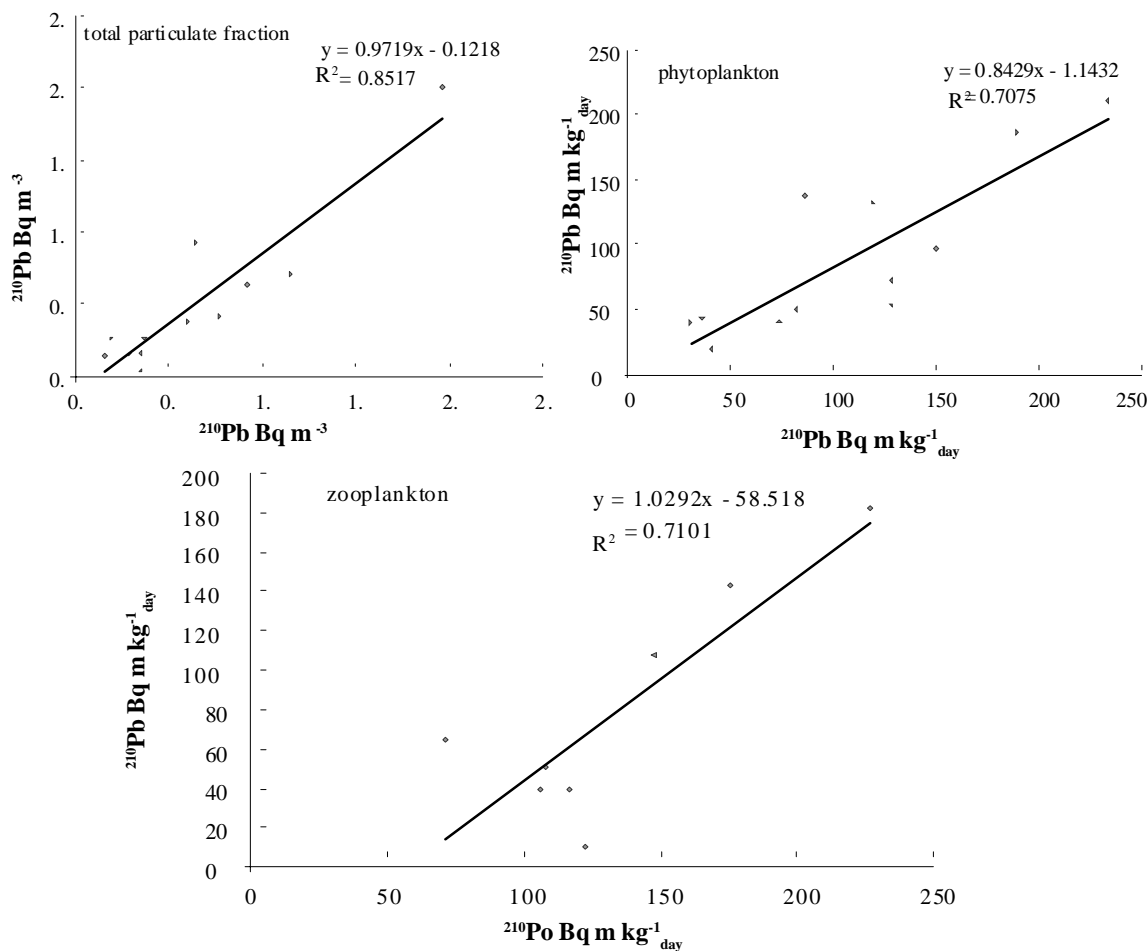 total particulate fraction
y = 0.9719x - 0.1218
R² = 0.8517
2.
2.
1.
1.
0.
0.
²¹⁰Pb Bq m⁻³
0. 0. 1. 1. 2. 2.
²¹⁰Pb Bq m⁻³
phytoplankton
y = 0.8429x - 1.1432
R² = 0.7075
250
200
150
100
50
0
²¹⁰Pb Bq m kg⁻¹day
0 50 100 150 200 250
²¹⁰Pb Bq m kg⁻¹day
zooplankton
y = 1.0292x - 58.518
R² = 0.7101
200
180
160
140
120
100
80
60
40
20
0
²¹⁰Pb Bq m kg⁻¹day
0 50 100 150 200 250
²¹⁰Po Bq m kg⁻¹day